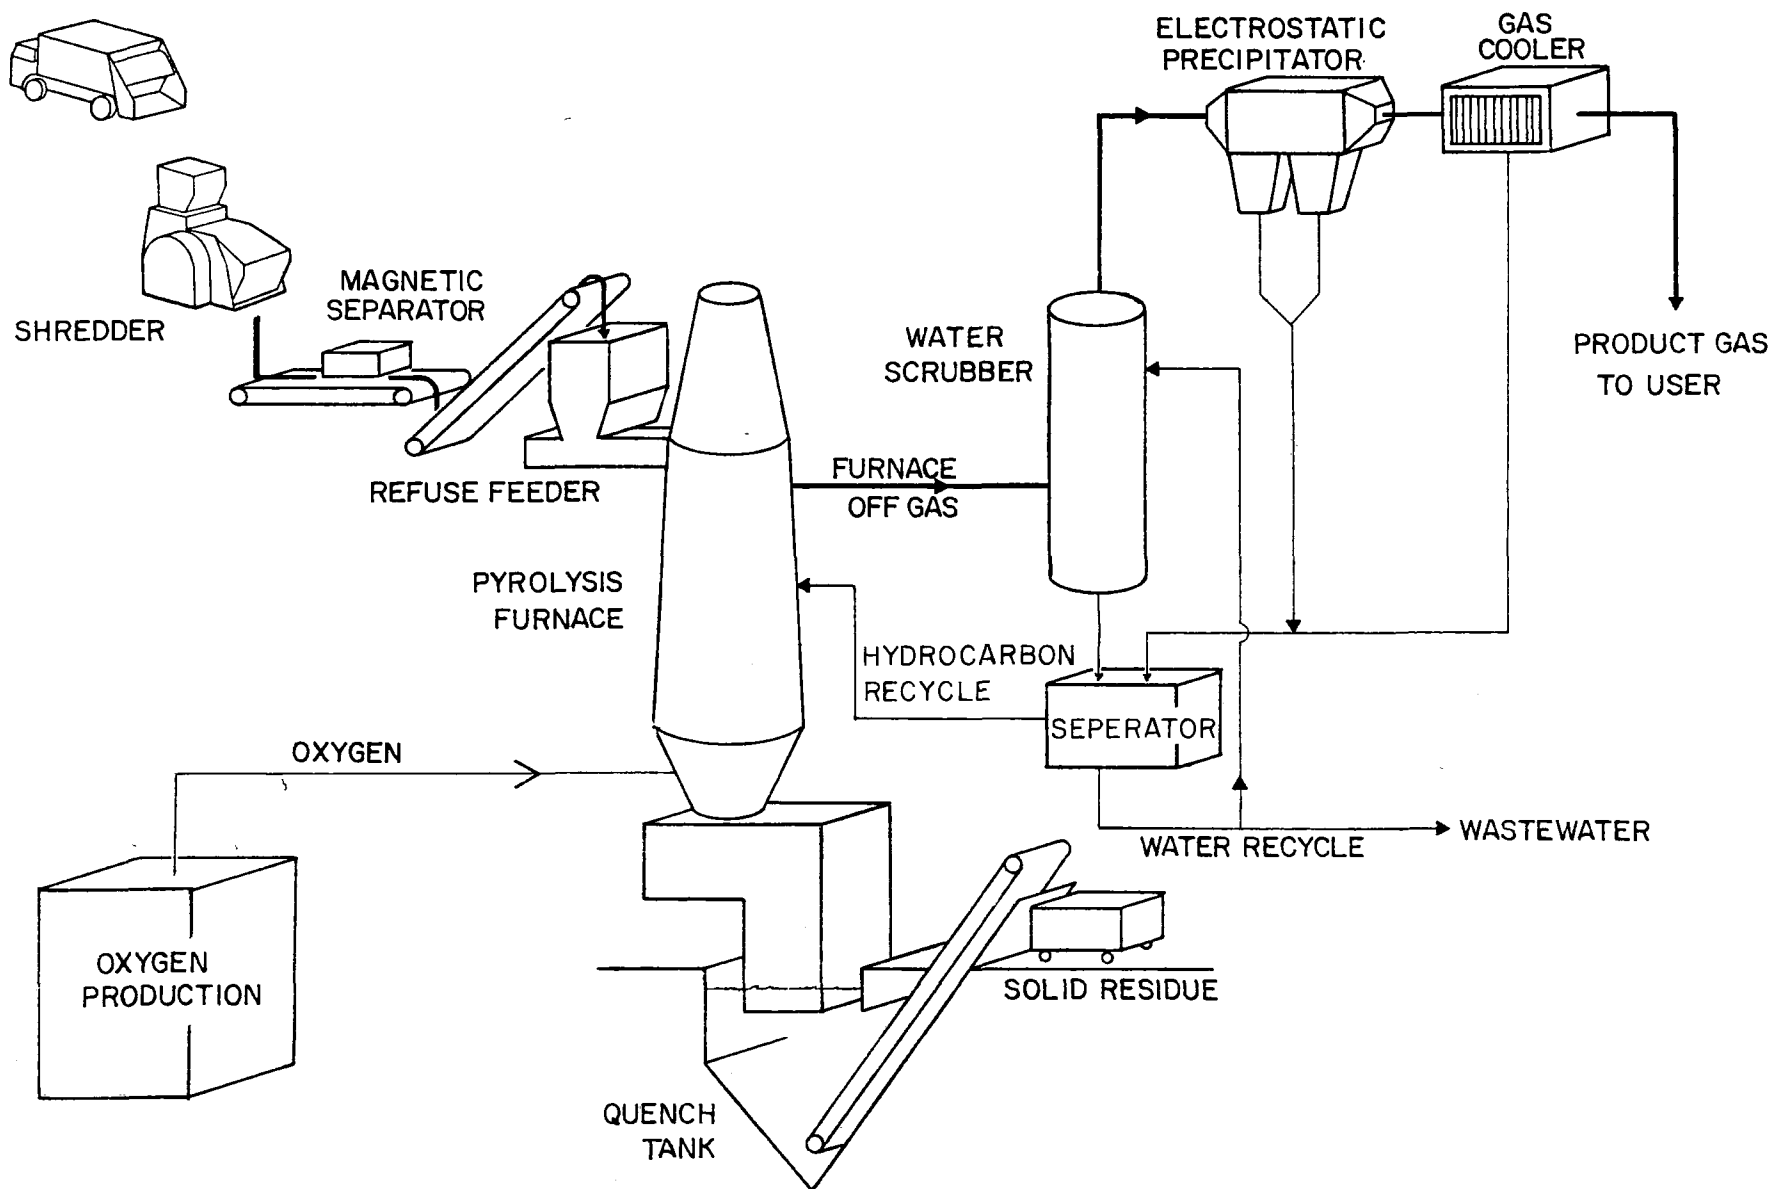 ELECTROSTATIC
PRECIPITATOR
GAS
COOLER
MAGNETIC
SEPARATOR
SHREDDER
WATER
SCRUBBER
PRODUCT GAS
TO USER
REFUSE FEEDER
FURNACE
OFF GAS
PYROLYSIS
FURNACE
HYDROCARBON
RECYCLE
SEPERATOR
OXYGEN
WATER RECYCLE
WASTEWATER
OXYGEN
PRODUCTION
SOLID RESIDUE
QUENCH
TANK